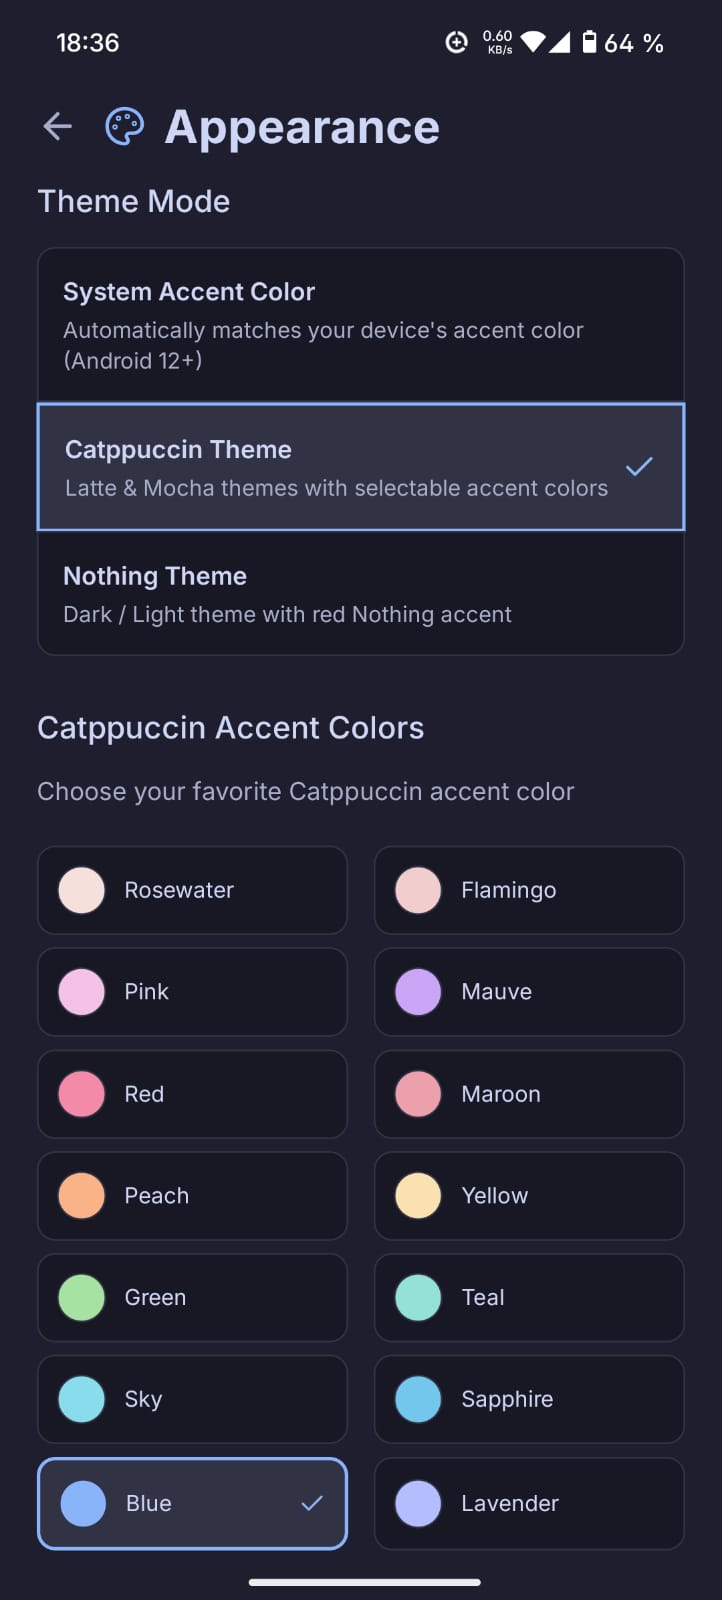 18:36
0.60
KB/s
64 %
Appearance
Theme Mode
System Accent Color
Automatically matches your device's accent color
(Android 12+)
Catppuccin Theme
Latte & Mocha themes with selectable accent colors
Nothing Theme
Dark / Light theme with red Nothing accent
Catppuccin Accent Colors
Choose your favorite Catppuccin accent color
Rosewater
Flamingo
Pink
Mauve
Red
Maroon
Peach
Yellow
Green
Teal
Sky
Sapphire
Blue
Lavender